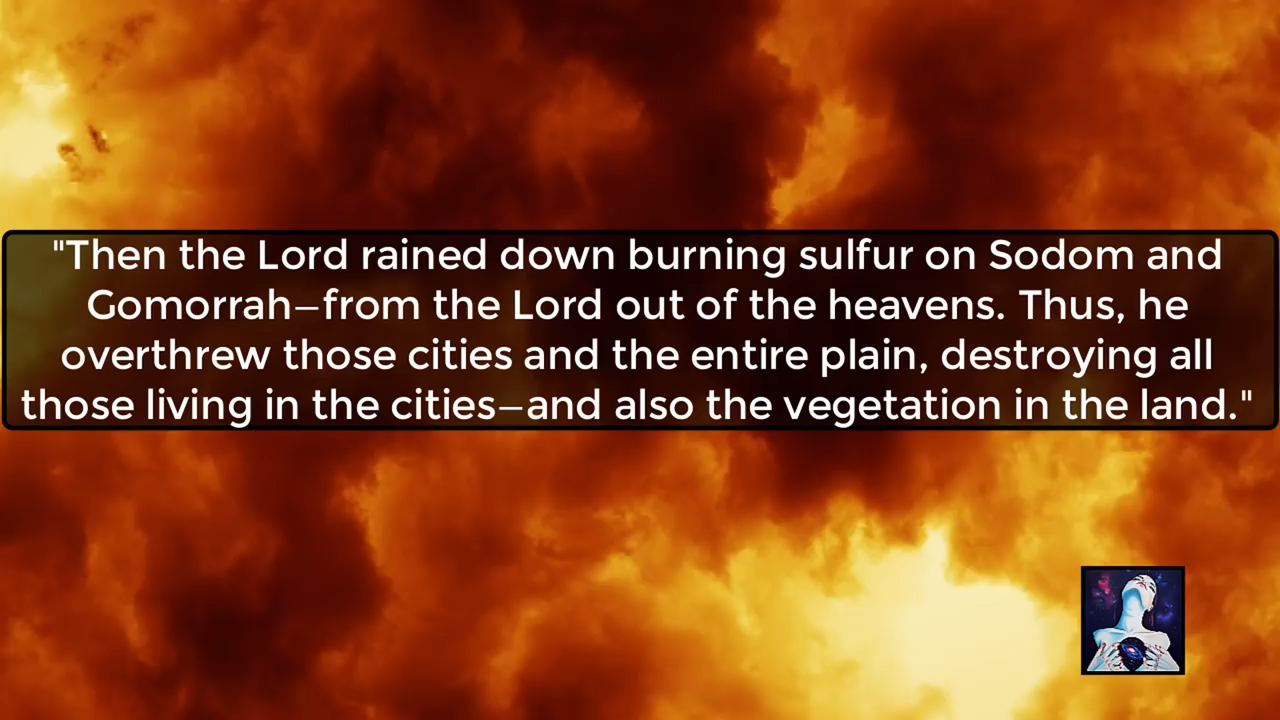 "Then the Lord rained down burning sulfur on Sodom and
Gomorrah—from the Lord out of the heavens. Thus, he
overthrew those cities and the entire plain, destroying all
those living in the cities—and also the vegetation in the land."